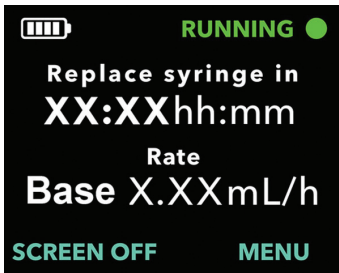 RUNNING
Replace syringe in
XX:XXhh:mm
Rate
Base X.XXmL/h
SCREEN OFF MENU